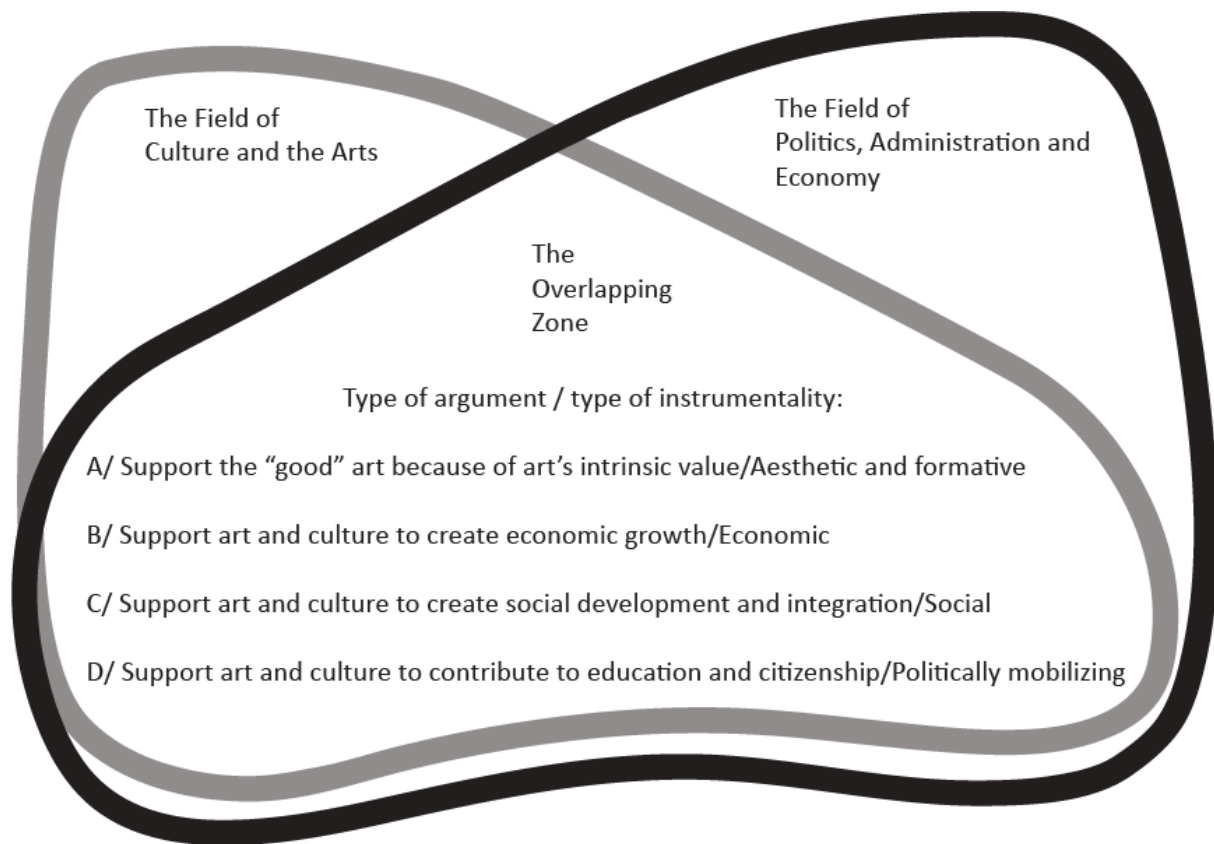 The Field of
Culture and the Arts
The Field of
Politics, Administration and
Economy
The
Overlapping
Zone
Type of argument / type of instrumentality:
A/ Support the “good” art because of art’s intrinsic value/Aesthetic and formative
B/ Support art and culture to create economic growth/Economic
C/ Support art and culture to create social development and integration/Social
D/ Support art and culture to contribute to education and citizenship/Politically mobilizing